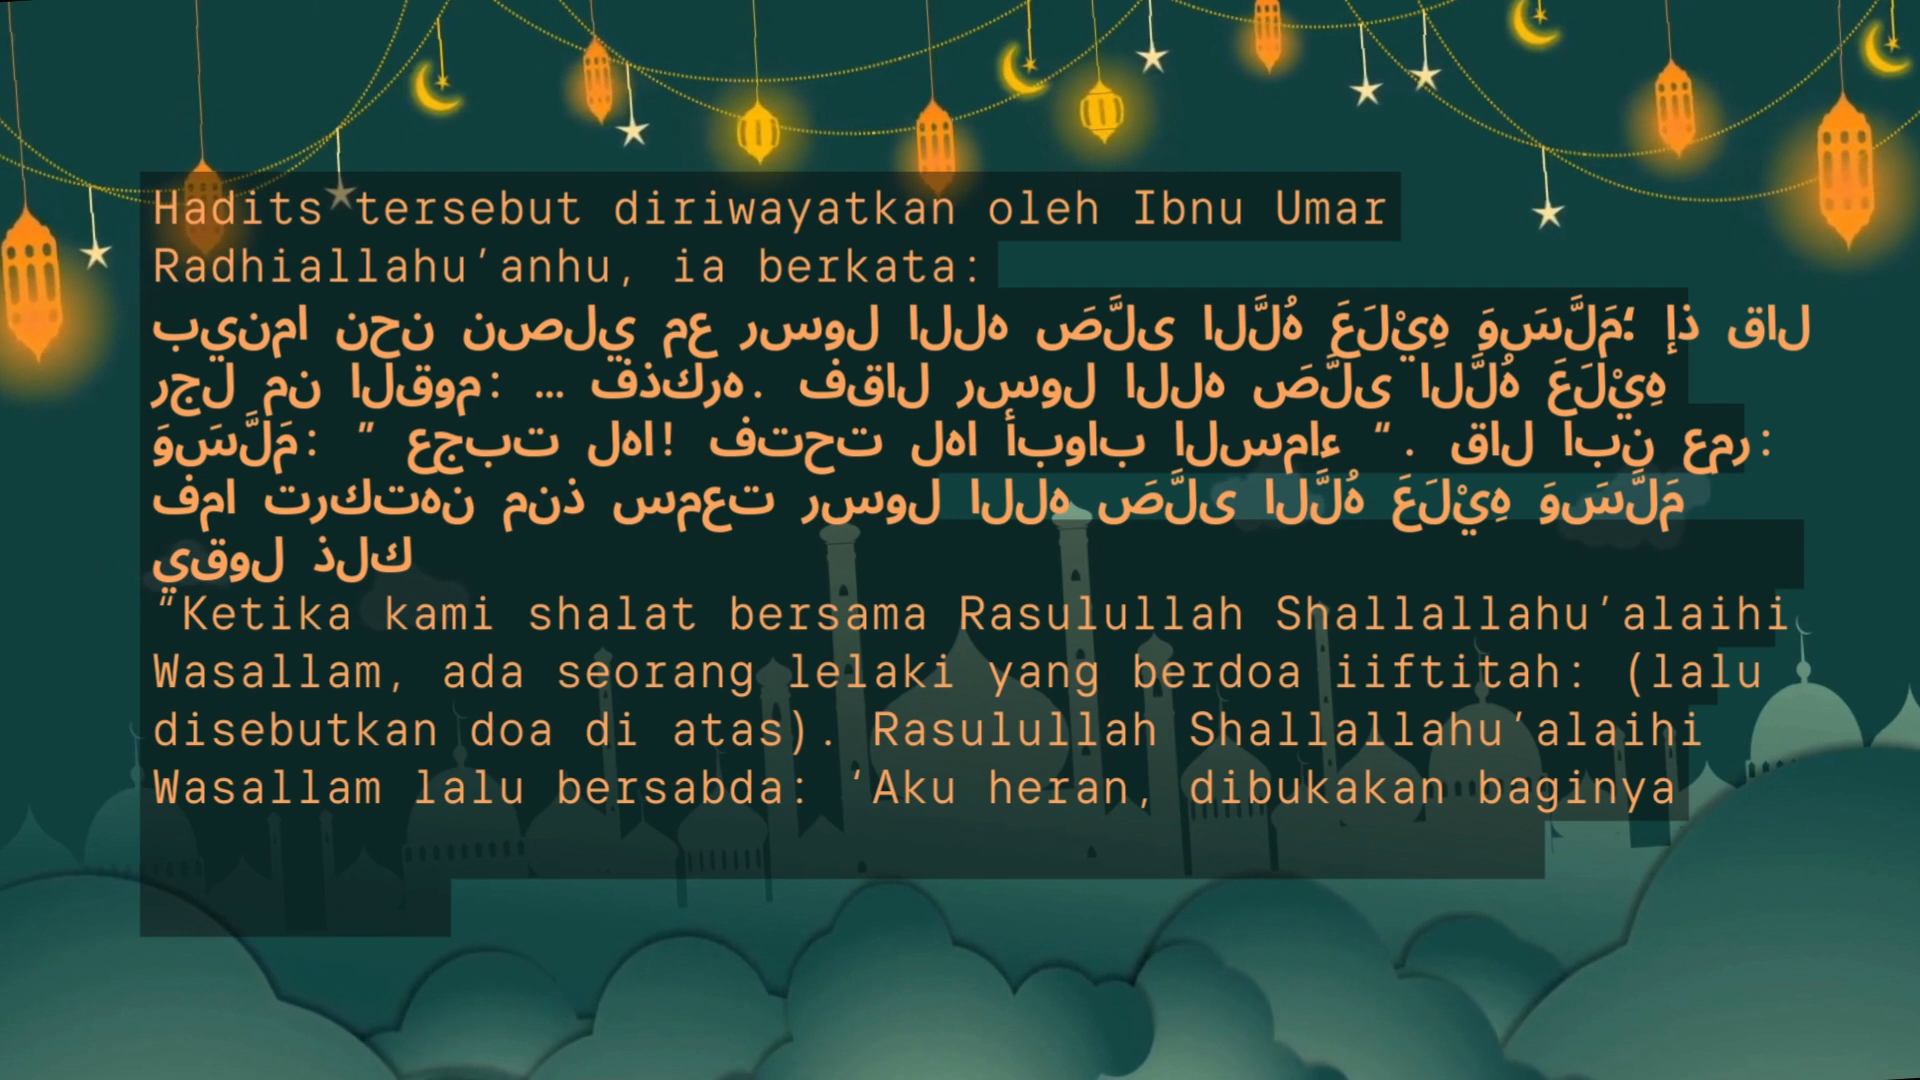 Hadits tersebut diriwayatkan oleh Ibnu Umar
Radhiallahu’anhu, ia berkata:
بينما نحن نصلي مع رسول الله صَلَّى اللَّهُ عَلَيْهِ وَسَلَّمَ؛ إذ قال
رجل من القوم: ... فذكره. فقال رسول الله صَلَّى اللَّهُ عَلَيْهِ
وَسَلَّمَ: ” عجبت لها! فتحت لها أبواب السماء “. قال ابن عمر:
فما تركتهن منذ سمعت رسول الله صَلَّى اللَّهُ عَلَيْهِ وَسَلَّمَ
يقول ذلك
“Ketika kami shalat bersama Rasulullah Shallallahu’alaihi
Wasallam, ada seorang lelaki yang berdoa iiftitah: (lalu
disebutkan doa di atas). Rasulullah Shallallahu’alaihi
Wasallam lalu bersabda: ‘Aku heran, dibukakan baginya